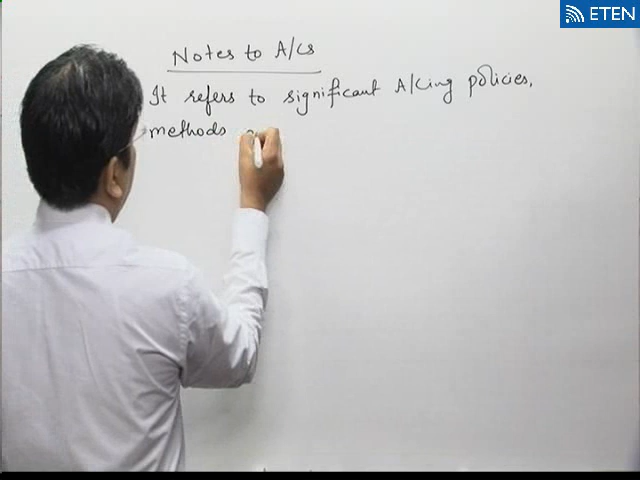 ETEN
Notes to A/cs
It refers to significant A/cing policies,
methods